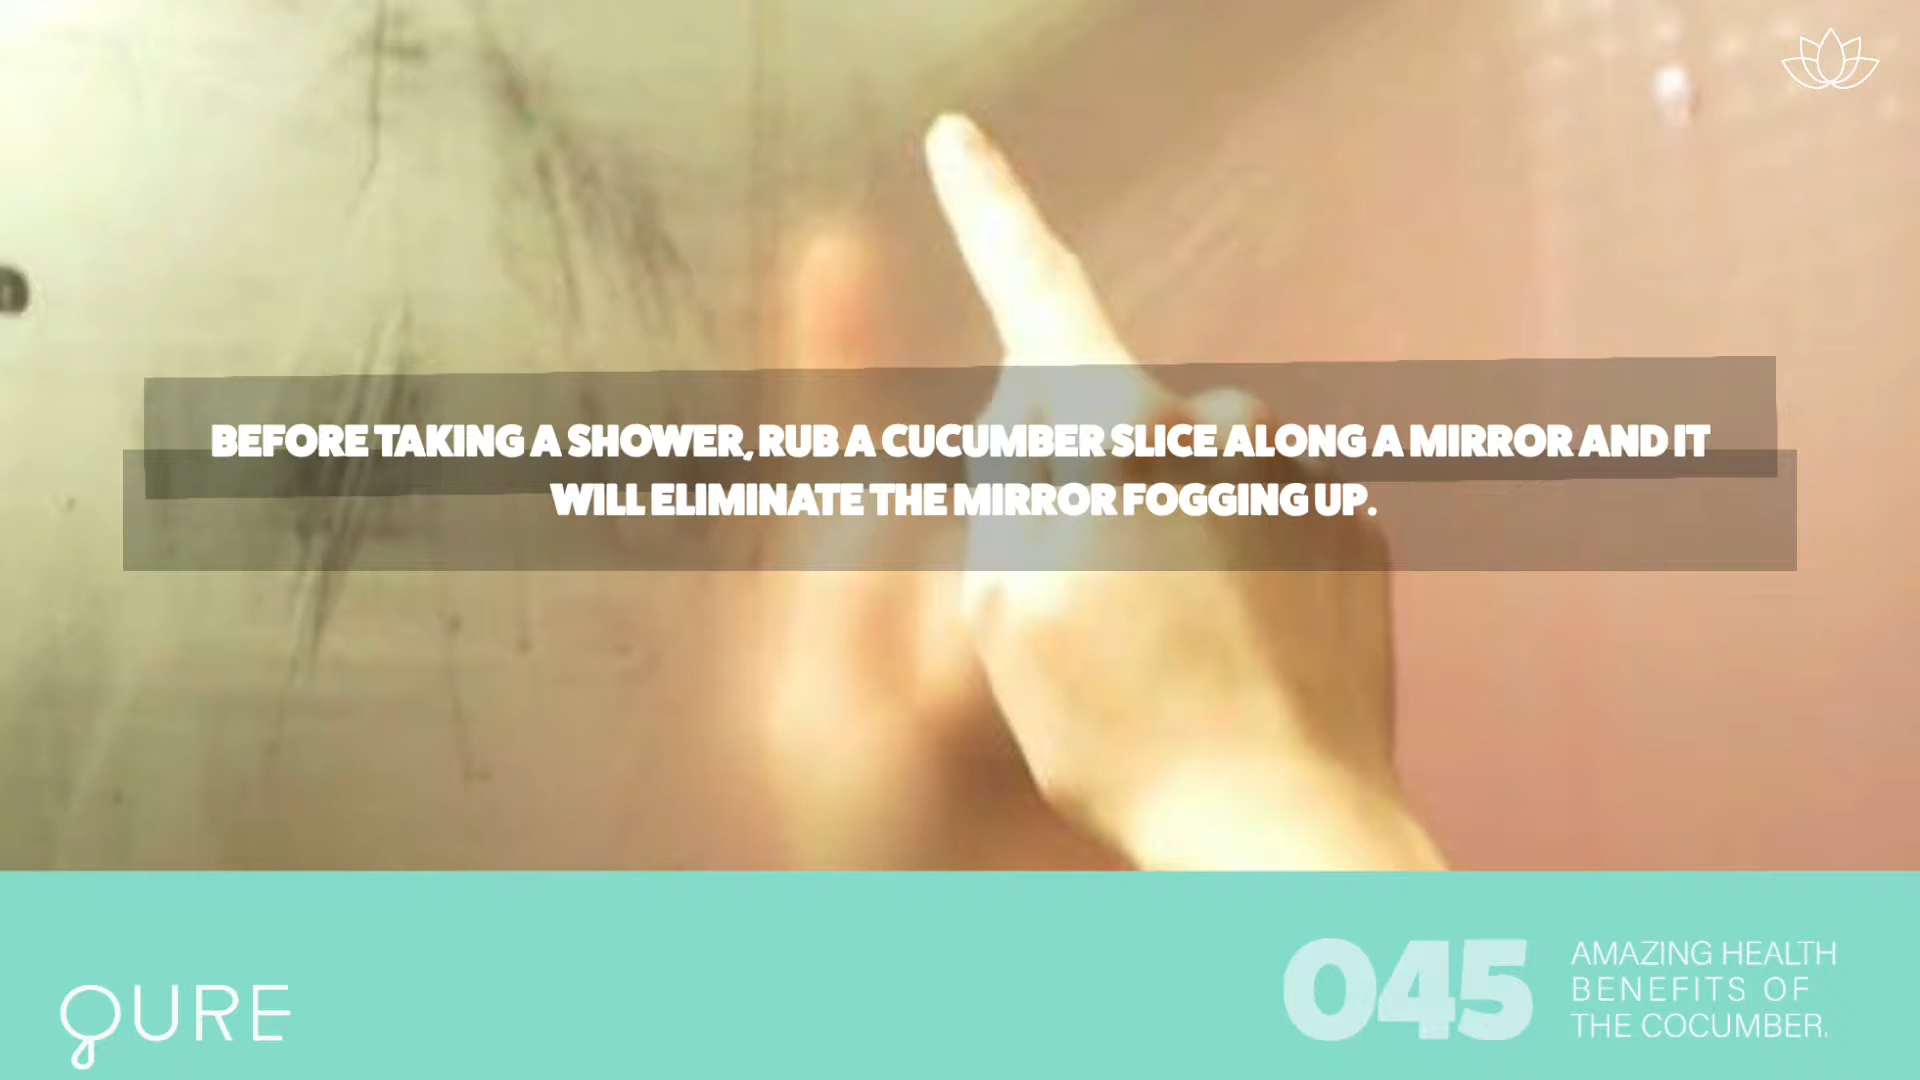 BEFORE TAKING A SHOWER, RUB A CUCUMBER SLICE ALONG A MIRROR AND IT
WILL ELIMINATE THE MIRROR FOGGING UP.
QURE
045
AMAZING HEALTH
BENEFITS OF
THE COCUMBER.